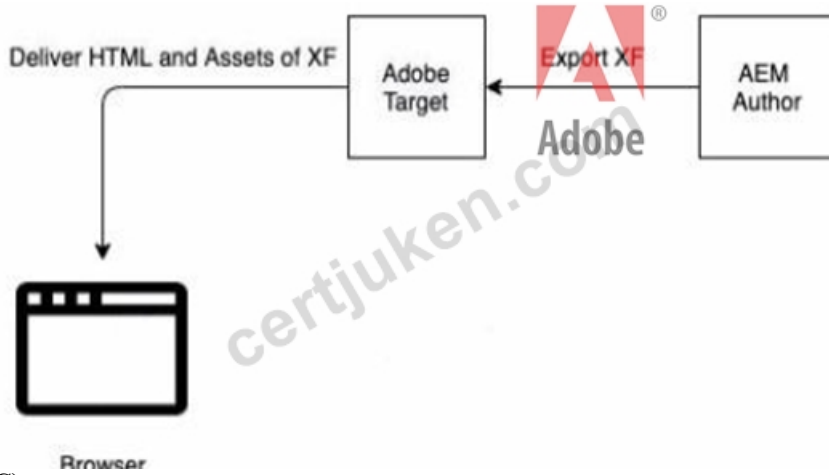 Deliver HTML and Assets of XF
Adobe
Target
Export XF
AEM
Author
®
Adobe
certjuken.com
Browser